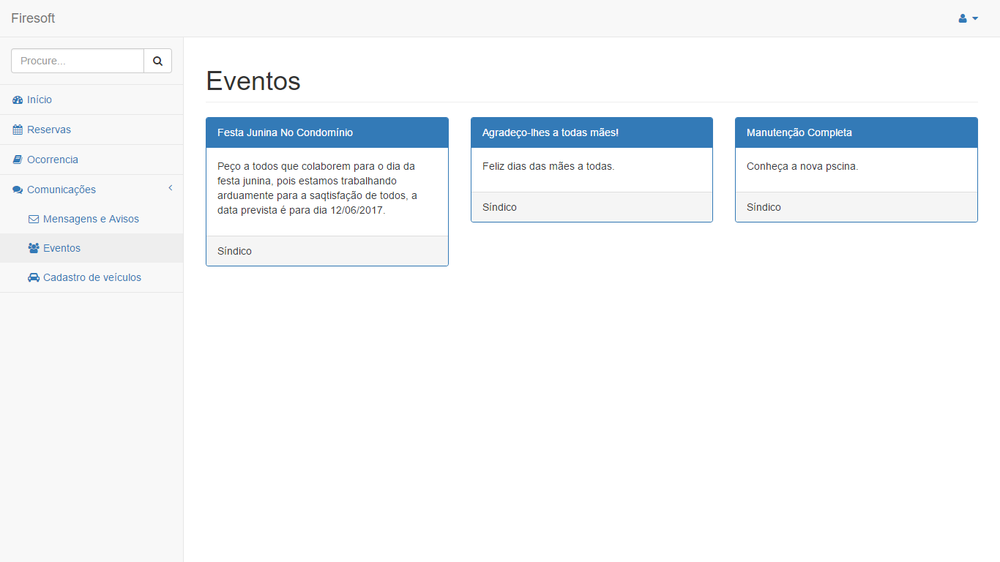 Firesoft
Procure...
Início
Reservas
Ocorrencia
Comunicações
Mensagens e Avisos
Eventos
Cadastro de veículos
Eventos
Festa Junina No Condomínio
Peço a todos que colaborem para o dia da
festa junina, pois estamos trabalhando
arduamente para a saqtisfação de todos, a
data prevista é para dia 12/06/2017.
Síndico
Agradeço-lhes a todas mães!
Feliz dias das mães a todas.
Síndico
Manutenção Completa
Conheça a nova pscina.
Síndico